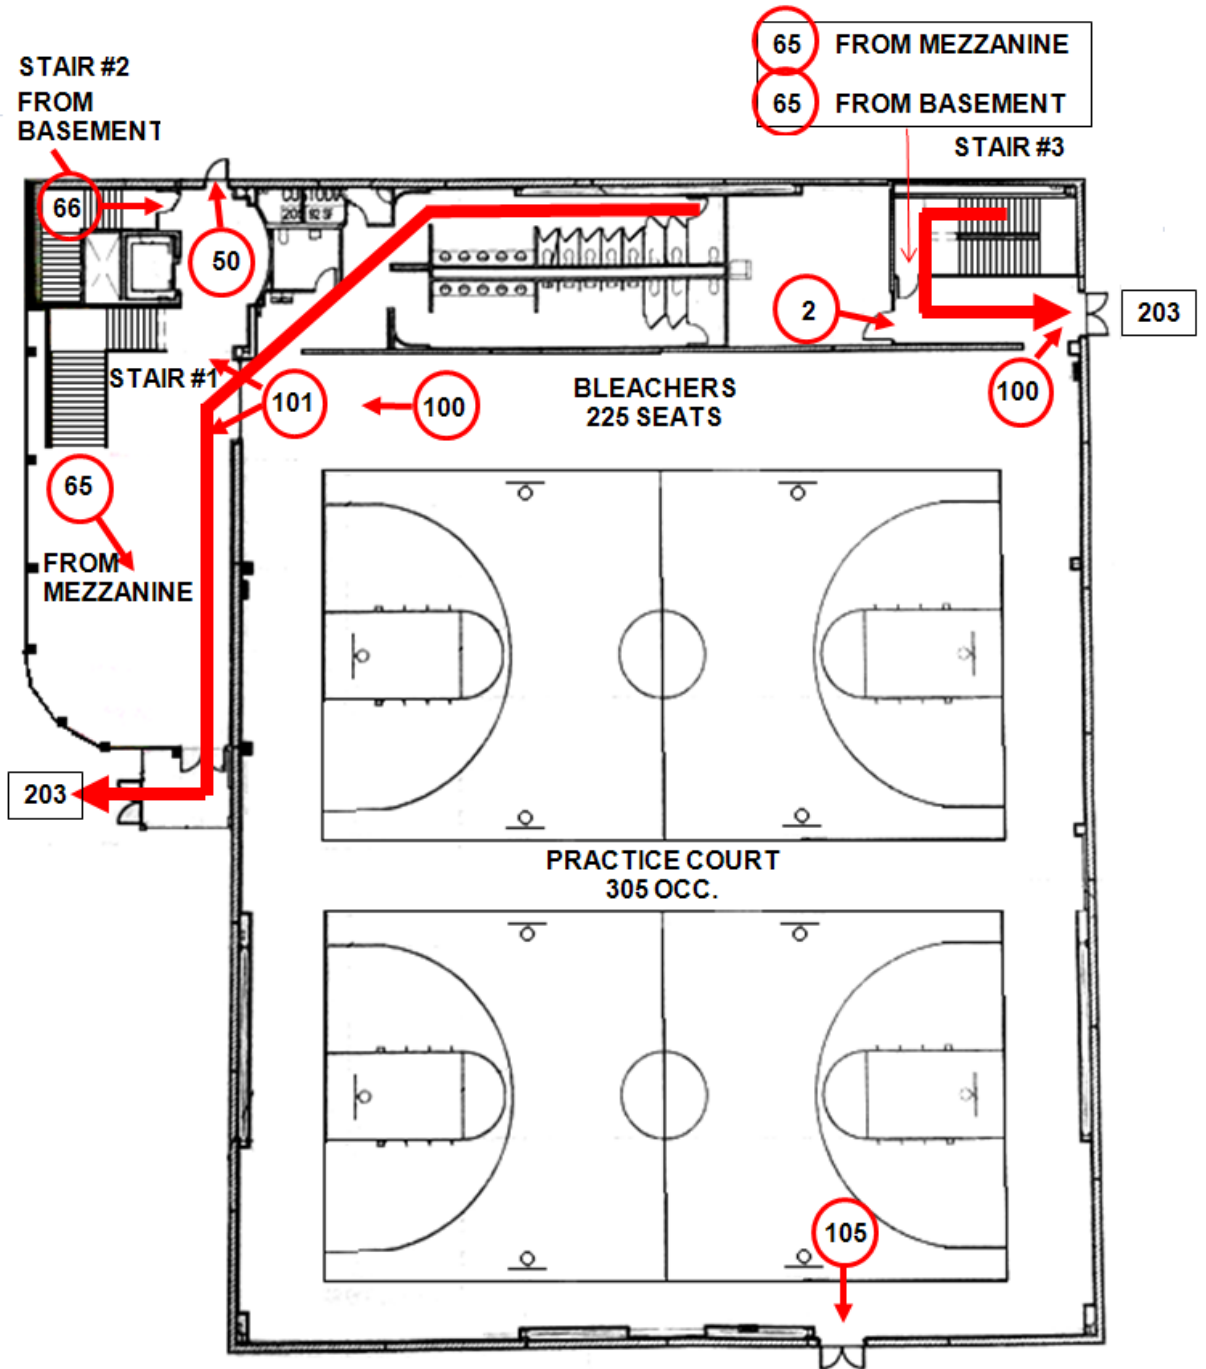 65 FROM MEZZANINE
65 FROM BASEMENT
STAIR #3
STAIR #2
FROM
BASEMENT
66
50
2
203
100
STAIR #1
101
100
BLEACHERS
225 SEATS
65
FROM
MEZZANINE
203
PRACTICE COURT
305 OCC.
105